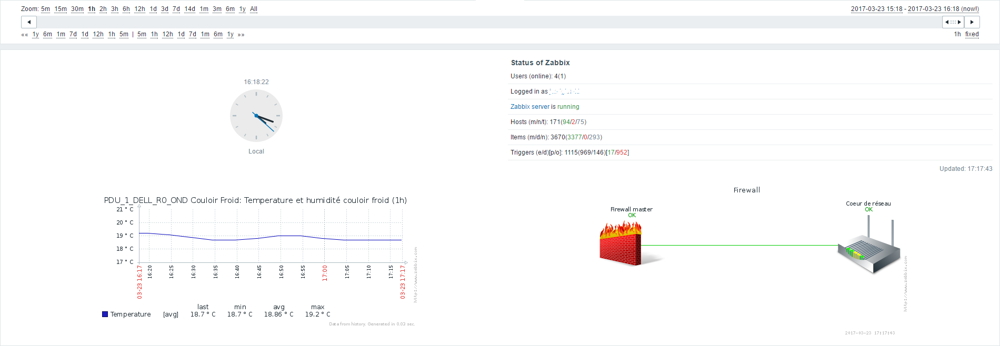 Zoom: 5m 15m 30m 1h 2h 3h 6h 12h 1d 3d 7d 14d 1m 3m 6m 1y All
2017-03-23 15:18 - 2017-03-23 16:18 (now!)
«« 1y 6m 1m 7d 1d 12h 1h 5m | 5m 1h 12h 1d 7d 1m 6m 1y »»
1h fixed
16:18:22
Local
Status of Zabbix
Users (online): 4(1)
Logged in as
Zabbix server is running
Hosts (m/n/t): 171(94/2/75)
Items (m/d/n): 3670(3377/0/293)
Triggers (e/d)[p/o]: 1115(969/146)[17/952]
Updated: 17:17:43
PDU_1_DELL_R0_OND Couloir Froid: Temperature et humidité couloir froid (1h)
21 ° C
20 ° C
19 ° C
18 ° C
17 ° C
03-23 16:17
16:20
16:25
16:30
16:35
16:40
16:45
16:50
16:55
17:00
17:05
17:10
17:15
03-23 17:17
http://www.zabbix.com
last min avg max
Temperature [avg] 18.7 ° C 18.7 ° C 18.86 ° C 19.2 ° C
Data from history. Generated in 0.03 sec.
Firewall
Firewall master
OK
Coeur de réseau
OK
http://www.zabbix.com
2017-03-23 17:17:43